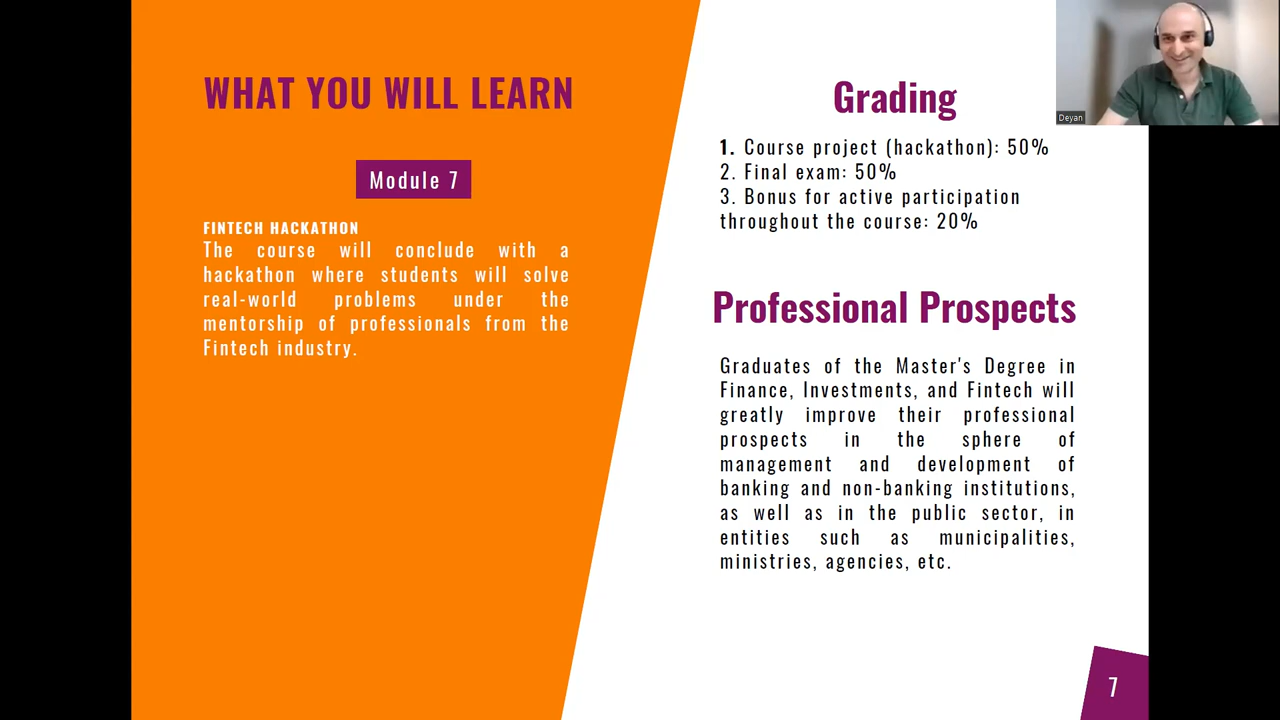 WHAT YOU WILL LEARN
Module 7
FINTECH HACKATHON
The course will conclude with a
hackathon where students will solve
real-world problems under the
mentorship of professionals from the
Fintech industry.
Grading
1. Course project (hackathon): 50%
2. Final exam: 50%
3. Bonus for active participation
throughout the course: 20%
Professional Prospects
Graduates of the Master's Degree in
Finance, Investments, and Fintech will
greatly improve their professional
prospects in the sphere of
management and development of
banking and non-banking institutions,
as well as in the public sector, in
entities such as municipalities,
ministries, agencies, etc.
7
Deyan